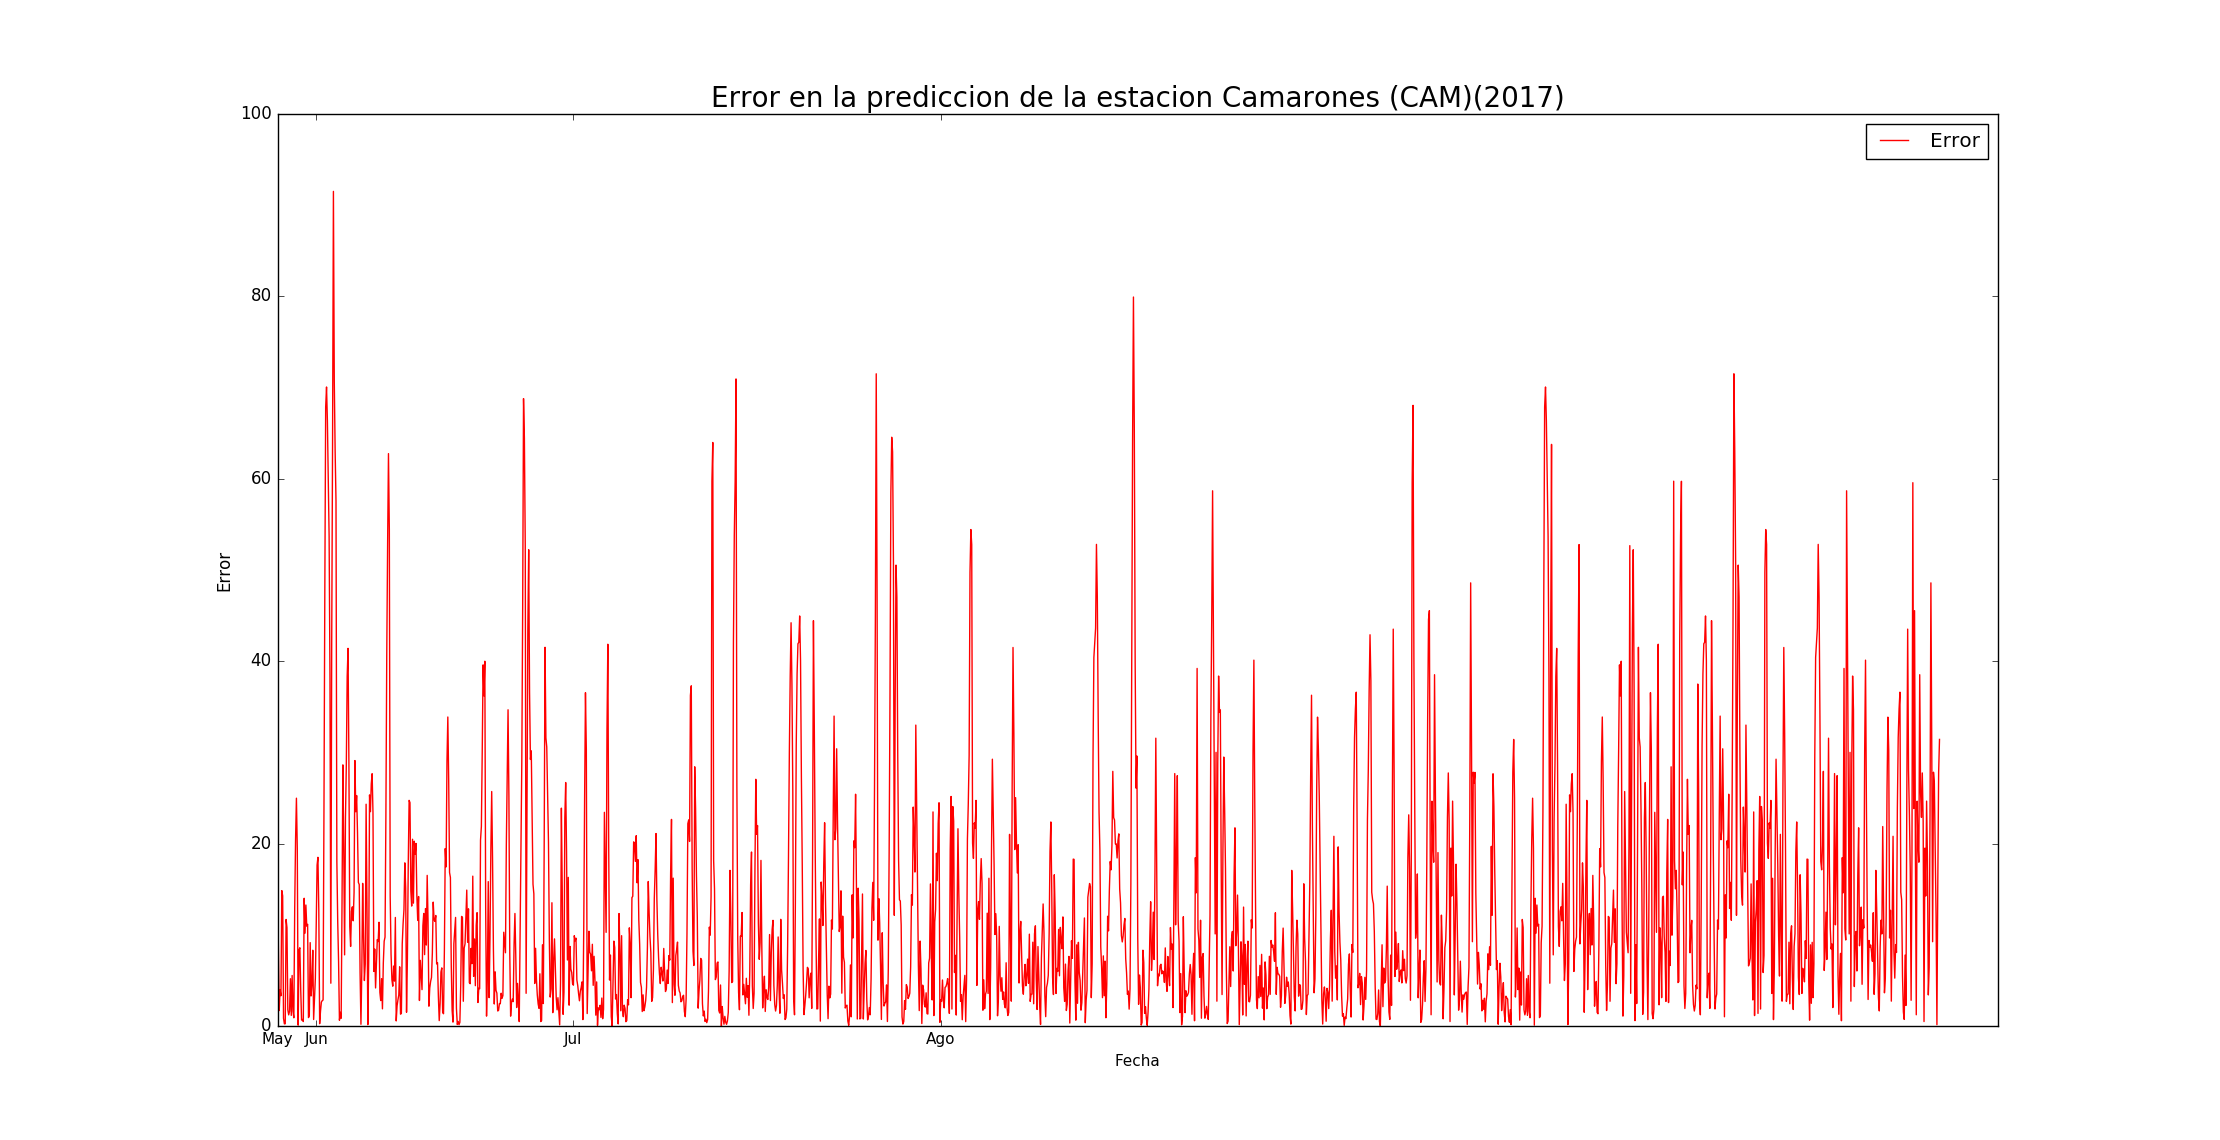 Error en la prediccion de la estacion Camarones (CAM)(2017)
100
Error
80
60
Error
40
20
0
May Jun Jul Ago
Fecha